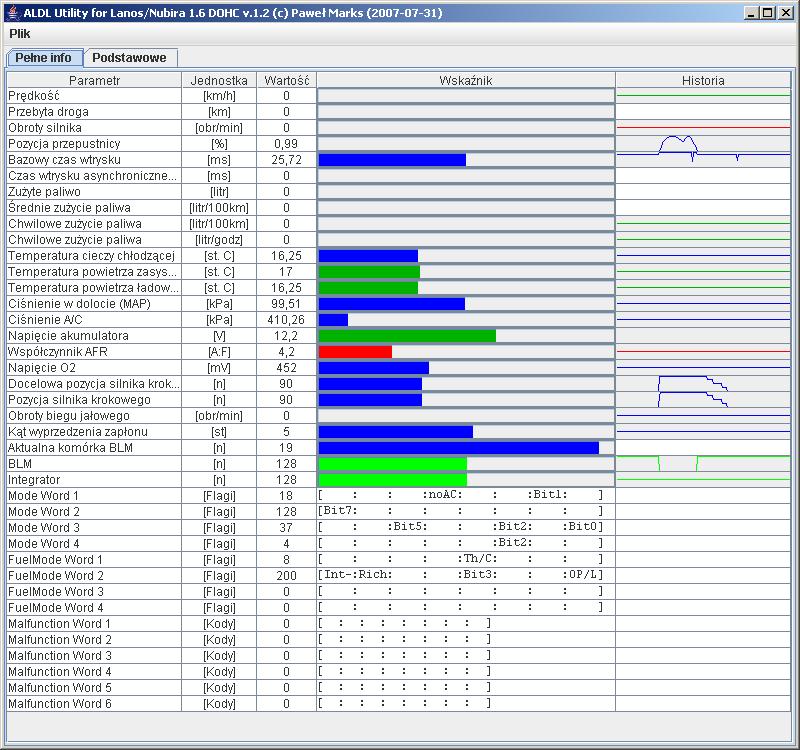 ALDL Utility for Lanos/Nubira 1.6 DOHC v.1.2 (c) Paweł Marks (2007-07-31)
Plik
Pełne info Podstawowe
Parametr Jednostka Wartość Wskaźnik Historia
Prędkość [km/h] 0
Przebyta droga [km] 0
Obroty silnika [obr/min] 0
Pozycja przepustnicy [%] 0,99
Bazowy czas wtrysku [ms] 25,72
Czas wtrysku asynchroniczne... [ms] 0
Zużyte paliwo [litr] 0
Średnie zużycie paliwa [litr/100km] 0
Chwilowe zużycie paliwa [litr/100km] 0
Chwilowe zużycie paliwa [litr/godz] 0
Temperatura cieczy chłodzącej [st. C] 16,25
Temperatura powietrza zasys... [st. C] 17
Temperatura powietrza ładow... [st. C] 16,25
Ciśnienie w dolocie (MAP) [kPa] 99,51
Ciśnienie A/C [kPa] 410,26
Napięcie akumulatora [V] 12,2
Współczynnik AFR [A:F] 4,2
Napięcie O2 [mV] 452
Docelowa pozycja silnika krok... [n] 90
Pozycja silnika krokowego [n] 90
Obroty biegu jałowego [obr/min] 0
Kąt wyprzedzenia zapłonu [st] 5
Aktualna komórka BLM [n] 19
BLM [n] 128
Integrator [n] 128
Mode Word 1 [Flagi] 18 [ : : :noAC: : :Bit1: ]
Mode Word 2 [Flagi] 128 [Bit7: : : : : : : ]
Mode Word 3 [Flagi] 37 [ : :Bit5: : :Bit2: :Bit0]
Mode Word 4 [Flagi] 4 [ : : : : :Bit2: : ]
FuelMode Word 1 [Flagi] 8 [ : : : :Th/C: : : ]
FuelMode Word 2 [Flagi] 200 [Int-:Rich: : :Bit3: : :OP/L]
FuelMode Word 3 [Flagi] 0 [ : : : : : : : ]
FuelMode Word 4 [Flagi] 0 [ : : : : : : : ]
Malfunction Word 1 [Kody] 0 [ : : : : : : : ]
Malfunction Word 2 [Kody] 0 [ : : : : : : : ]
Malfunction Word 3 [Kody] 0 [ : : : : : : : ]
Malfunction Word 4 [Kody] 0 [ : : : : : : : ]
Malfunction Word 5 [Kody] 0 [ : : : : : : : ]
Malfunction Word 6 [Kody] 0 [ : : : : : : : ]